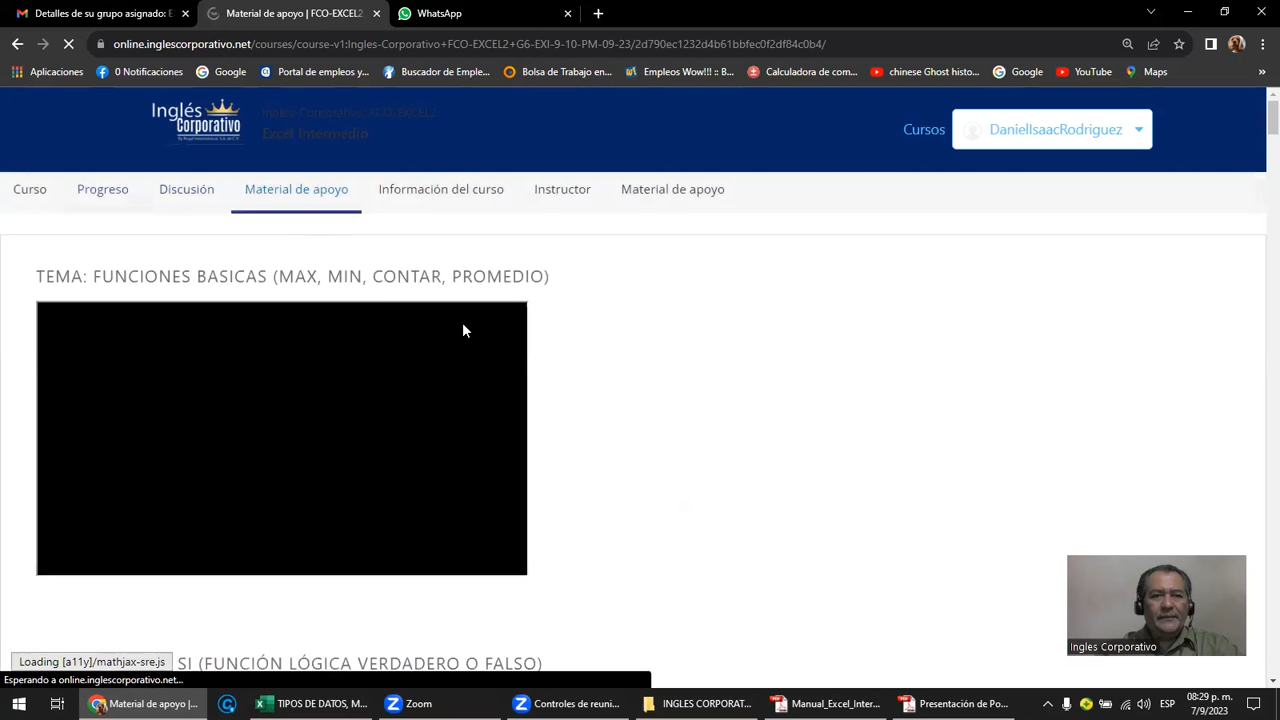 Detalles de su grupo asignado: E
Material de apoyo | FCO-EXCEL2
WhatsApp
online.inglescorporativo.net/courses/course-v1:Ingles-Corporativo+FCO-EXCEL2+G6-EXI-9-10-PM-09-23/2d790ec1232d4b61bbfec0f2df84c0b4/
Aplicaciones
0 Notificaciones
Google
Portal de empleos y...
Buscador de Emple...
Bolsa de Trabajo en...
Empleos Wow!!! :: B...
Calculadora de com...
chinese Ghost histo...
Google
YouTube
Maps
»
Inglés
Corporativo
Ingles-Corporativo: FCO-EXCEL2
Excel Intermedio
Cursos
DanielIsaacRodriguez
Curso
Progreso
Discusión
Material de apoyo
Información del curso
Instructor
Material de apoyo
TEMA: FUNCIONES BASICAS (MAX, MIN, CONTAR, PROMEDIO)
SI (FUNCIÓN LÓGICA VERDADERO O FALSO)
Loading [a11y]/mathjax-sre.js
Esperando a online.inglescorporativo.net...
Ingles Corporativo
Material de apoyo |...
TIPOS DE DATOS, M...
Zoom
Controles de reuni...
INGLES CORPORAT...
Manual_Excel_Inter...
Presentación de Po...
ESP
08:29 p. m.
7/9/2023